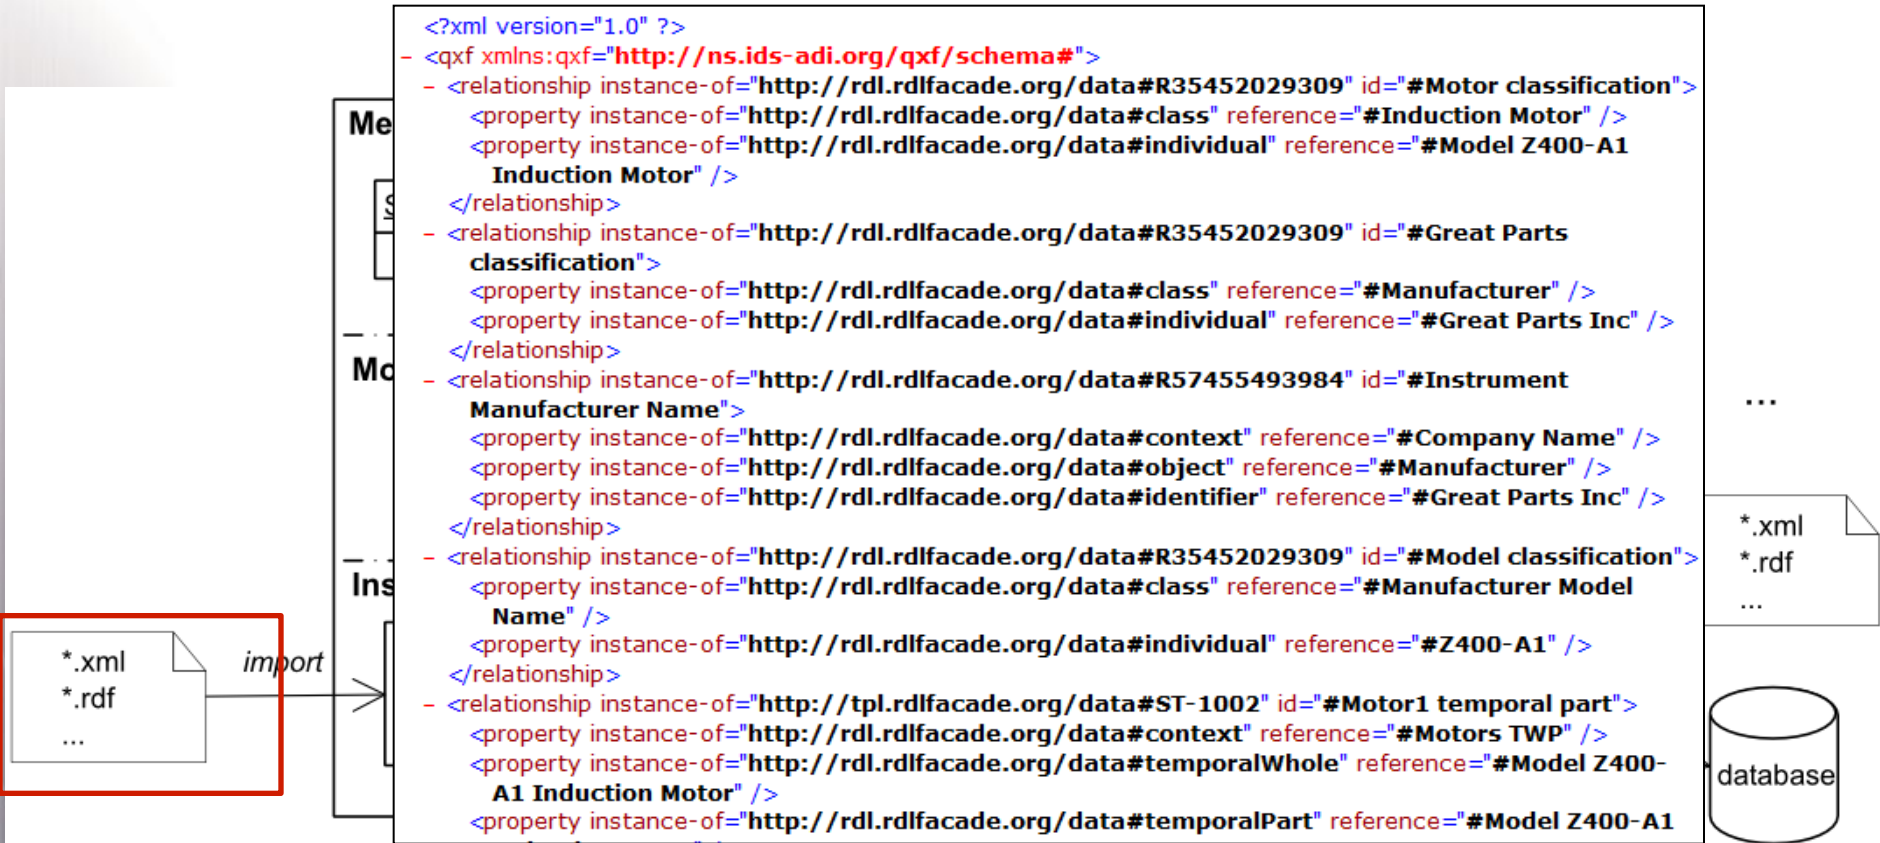 <?xml version="1.0" ?>
- <qxf xmlns:qxf="http://ns.ids-adi.org/qxf/schema#">
- <relationship instance-of="http://rdl.rdlfacade.org/data#R35452029309" id="#Motor classification">
<property instance-of="http://rdl.rdlfacade.org/data#class" reference="#Induction Motor" />
<property instance-of="http://rdl.rdlfacade.org/data#individual" reference="#Model Z400-A1
Induction Motor" />
</relationship>
- <relationship instance-of="http://rdl.rdlfacade.org/data#R35452029309" id="#Great Parts
classification">
<property instance-of="http://rdl.rdlfacade.org/data#class" reference="#Manufacturer" />
<property instance-of="http://rdl.rdlfacade.org/data#individual" reference="#Great Parts Inc" />
</relationship>
- <relationship instance-of="http://rdl.rdlfacade.org/data#R57455493984" id="#Instrument
Manufacturer Name">
<property instance-of="http://rdl.rdlfacade.org/data#context" reference="#Company Name" />
<property instance-of="http://rdl.rdlfacade.org/data#object" reference="#Manufacturer" />
<property instance-of="http://rdl.rdlfacade.org/data#identifier" reference="#Great Parts Inc" />
</relationship>
- <relationship instance-of="http://rdl.rdlfacade.org/data#R35452029309" id="#Model classification">
<property instance-of="http://rdl.rdlfacade.org/data#class" reference="#Manufacturer Model
Name" />
<property instance-of="http://rdl.rdlfacade.org/data#individual" reference="#Z400-A1" />
</relationship>
- <relationship instance-of="http://tpl.rdlfacade.org/data#ST-1002" id="#Motor1 temporal part">
<property instance-of="http://rdl.rdlfacade.org/data#context" reference="#Motors TWP" />
<property instance-of="http://rdl.rdlfacade.org/data#temporalWhole" reference="#Model Z400-
A1 Induction Motor" />
<property instance-of="http://rdl.rdlfacade.org/data#temporalPart" reference="#Model Z400-A1
Me
Mo
Ins
*.xml
*.rdf
...
import
...
*.xml
*.rdf
...
database